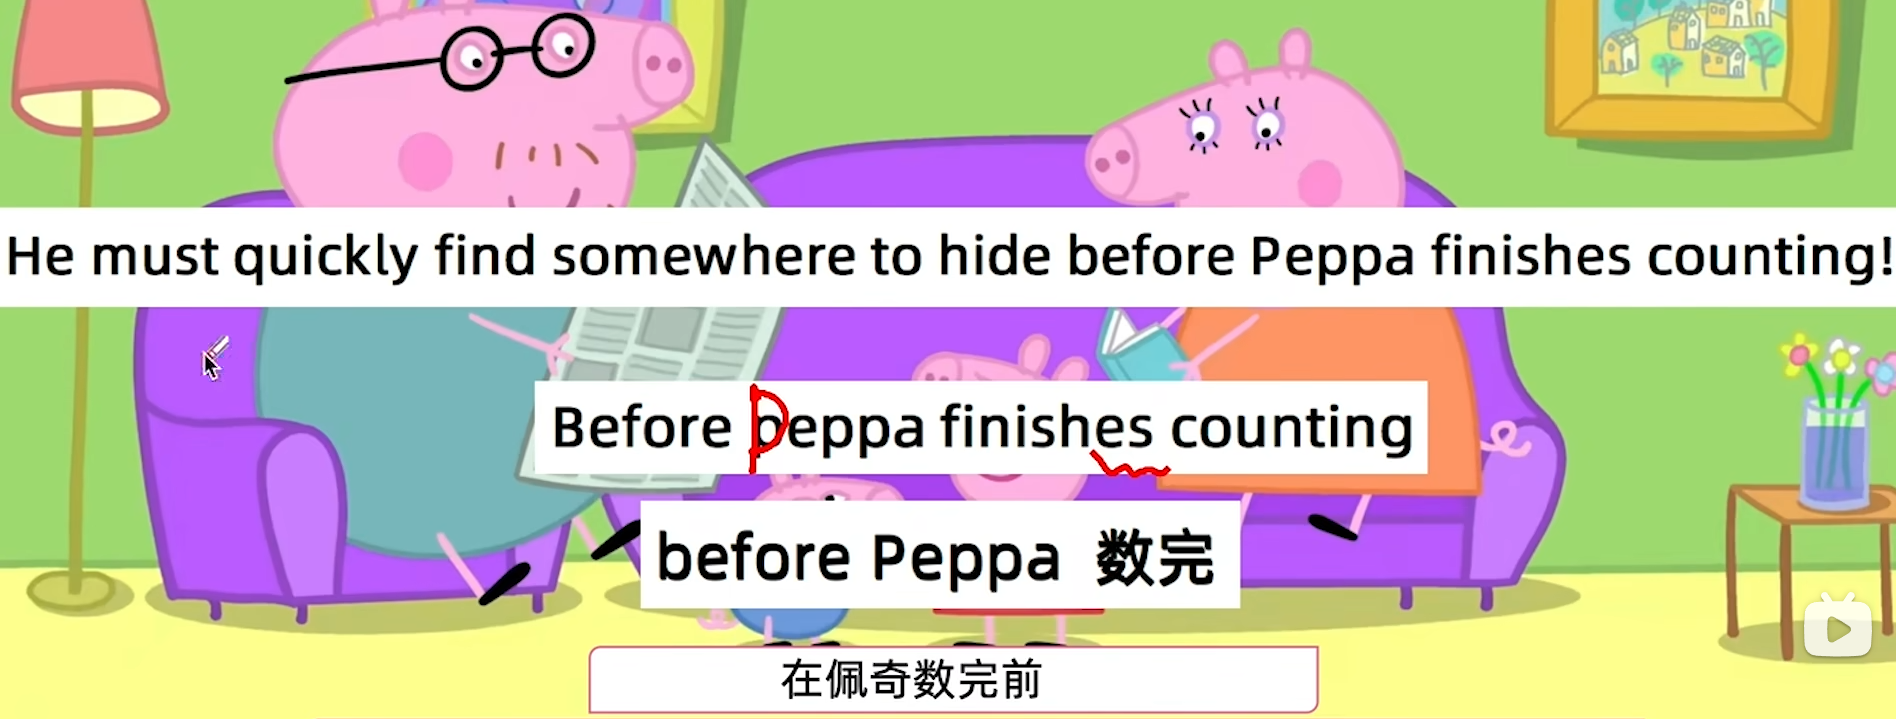 He must quickly find somewhere to hide before Peppa finishes counting!
Before peppa finishes counting
before Peppa 数完
在佩奇数完前